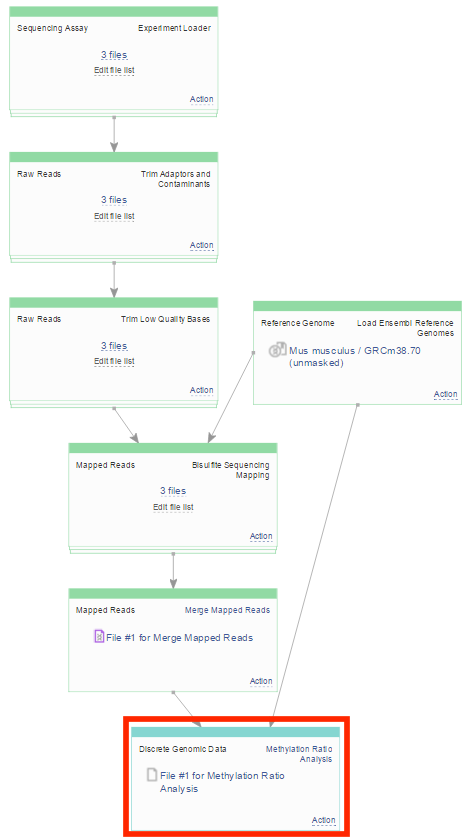 Sequencing Assay Experiment Loader
3 files
Edit file list
Action
Raw Reads Trim Adaptors and
Contaminants
3 files
Edit file list
Action
Raw Reads Trim Low Quality Bases
3 files
Edit file list
Action
Reference Genome Load Ensembl Reference
Genomes
Mus musculus / GRCm38.70
(unmasked)
Action
Mapped Reads Bisulfite Sequencing
Mapping
3 files
Edit file list
Action
Mapped Reads Merge Mapped Reads
File #1 for Merge Mapped Reads
Action
Discrete Genomic Data Methylation Ratio
Analysis
File #1 for Methylation Ratio
Analysis
Action